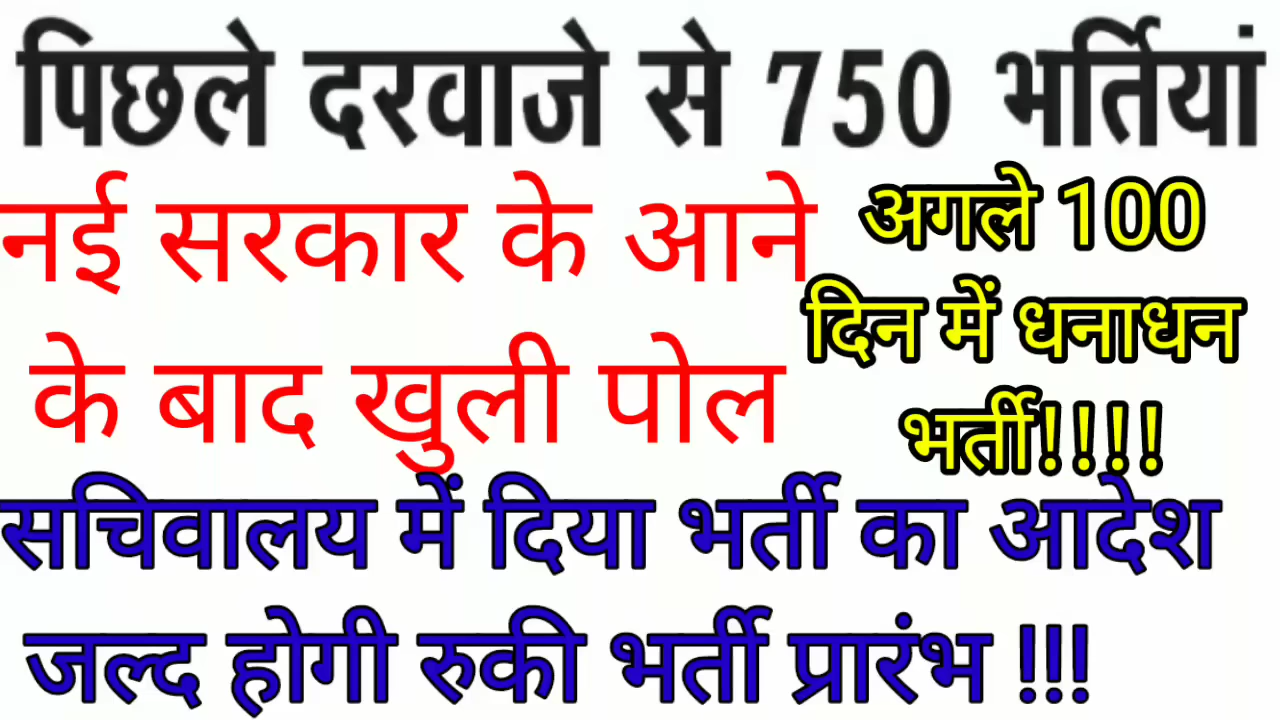 पिछले दरवाजे से 750 भर्तियां
नई सरकार के आने
के बाद खुली पोल
अगले 100
दिन में धनाधन
भर्ती!!!!
सचिवालय में दिया भर्ती का आदेश
जल्द होगी रुकी भर्ती प्रारंभ !!!